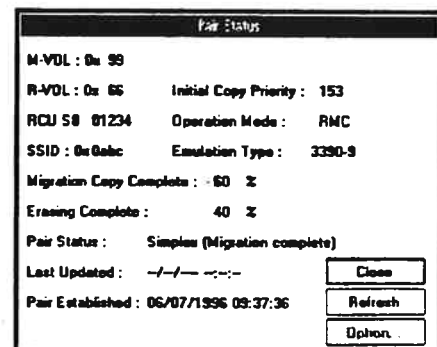 Pair Status
M-VOL : 0x 99
R-VOL : 0x 66 Initial Copy Priority : 153
RCU S# 01234 Operation Mode : RMC
SSID : 0x0abc Emulation Type : 3390-9
Migration Copy Complete : 60 %
Erasing Complete : 40 %
Pair Status : Simplex (Migration complete)
Last Updated : --/--/-- --:--:-- Close
Pair Established : 06/07/1996 09:37:36 Refresh
Option...